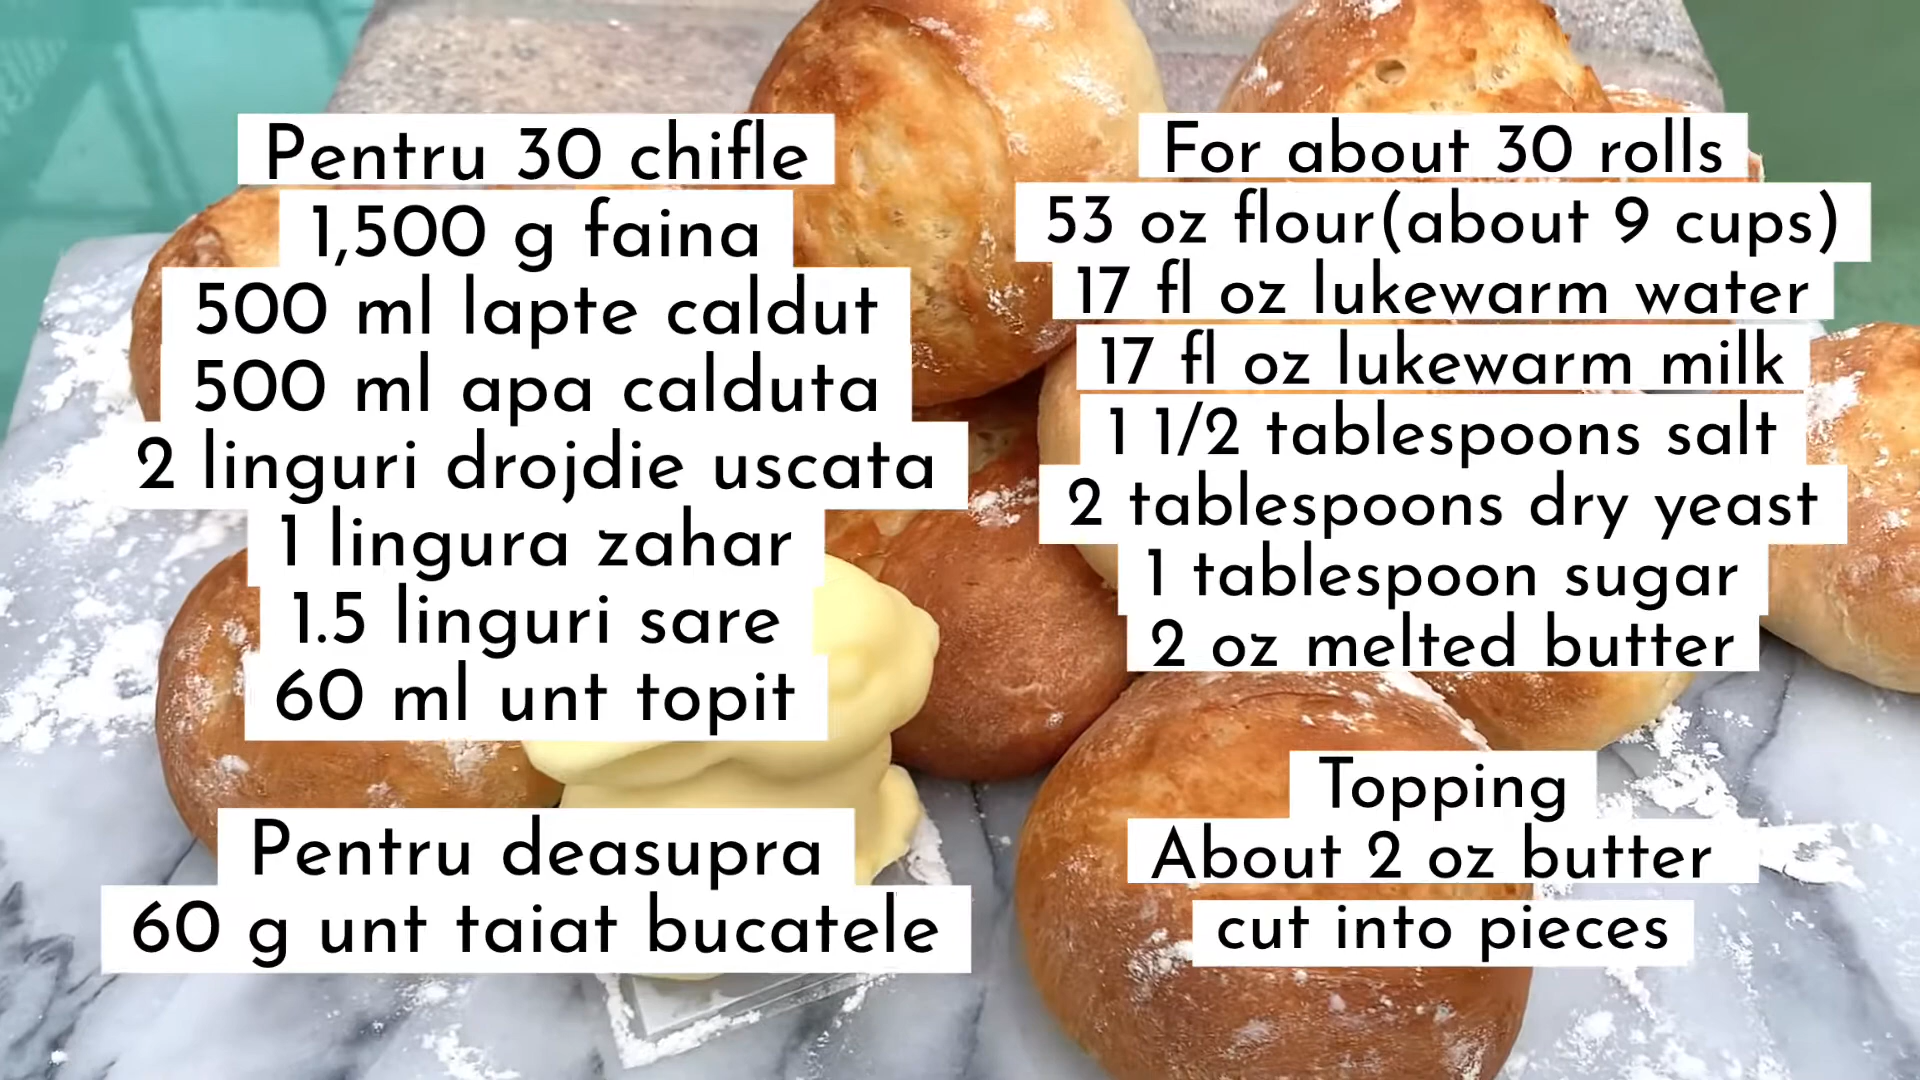 Pentru 30 chifle
1,500 g faina
500 ml lapte caldut
500 ml apa calduta
2 linguri drojdie uscata
1 lingura zahar
1.5 linguri sare
60 ml unt topit
Pentru deasupra
60 g unt taiat bucatele
For about 30 rolls
53 oz flour(about 9 cups)
17 fl oz lukewarm water
17 fl oz lukewarm milk
1 1/2 tablespoons salt
2 tablespoons dry yeast
1 tablespoon sugar
2 oz melted butter
Topping
About 2 oz butter
cut into pieces